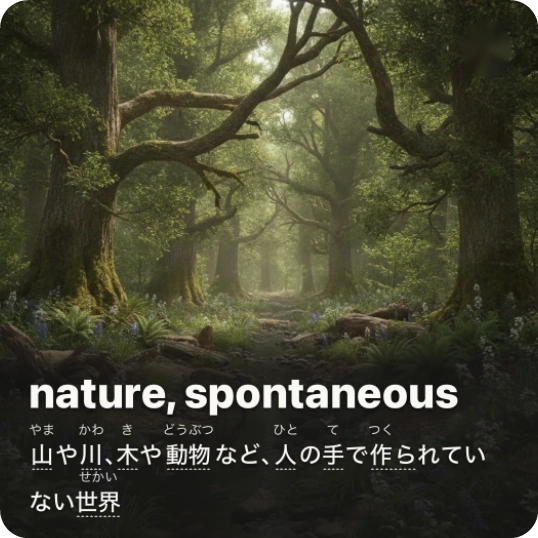 nature, spontaneous
やま かわ き どうぶつ ひと て つく
山や川、木や動物など、人の手で作られてい
せかい
ない世界